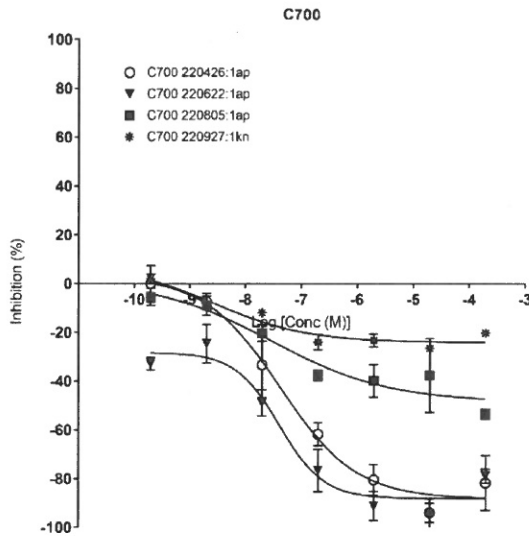 C700
100
80
60
40
20
0
-20
-40
-60
-80
-100
Inhibition (%)
C700 220426:1ap
C700 220622:1ap
C700 220805:1ap
C700 220927:1kn
-10 -9 -8 -7 -6 -5 -4 -3
Log [Conc (M)]